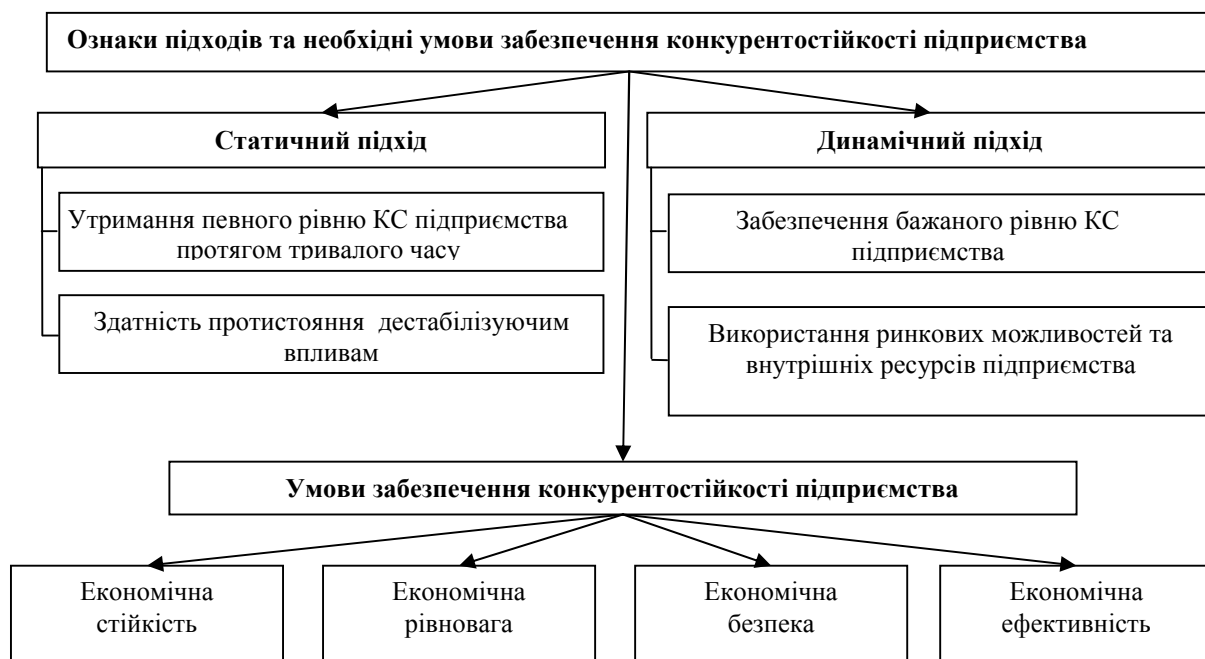 Ознаки підходів та необхідні умови забезпечення конкурентостійкості підприємства
Статичний підхід
Утримання певного рівню КС підприємства
протягом тривалого часу
Здатність протистояння дестабілізуючим
впливам
Динамічний підхід
Забезпечення бажаного рівню КС
підприємства
Використання ринкових можливостей та
внутрішніх ресурсів підприємства
Умови забезпечення конкурентостійкості підприємства
Економічна
стійкість
Економічна
рівновага
Економічна
безпека
Економічна
ефективність